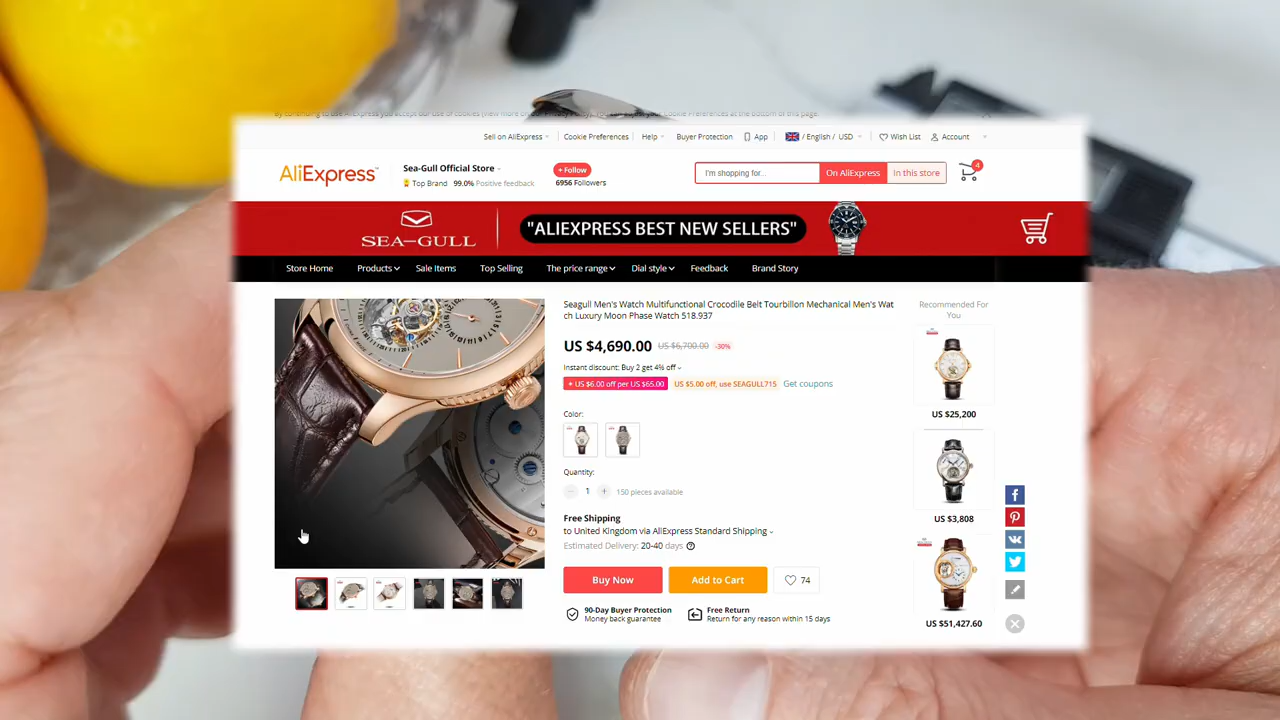 Sell on AliExpress
Cookie Preferences
Help
Buyer Protection
App
/ English / USD
Wish List
Account
AliExpress™
Sea-Gull Official Store
Top Brand 99.0% Positive feedback
+ Follow
6956 Followers
I'm shopping for...
On AliExpress
In this store
4
SEA-GULL
"ALIEXPRESS BEST NEW SELLERS"
Store Home
Products
Sale Items
Top Selling
The price range
Dial style
Feedback
Brand Story
Seagull Men's Watch Multifunctional Crocodile Belt Tourbillon Mechanical Men's Wat
ch Luxury Moon Phase Watch 518.937
US $4,690.00 US $6,700.00 -30%
Instant discount: Buy 2 get 4% off
+ US $6.00 off per US $65.00
US $5.00 off, use SEAGULL715
Get coupons
Color:
Quantity:
1
150 pieces available
Free Shipping
to United Kingdom via AliExpress Standard Shipping
Estimated Delivery: 20-40 days
Buy Now
Add to Cart
74
90-Day Buyer Protection
Money back guarantee
Free Return
Return for any reason within 15 days
Recommended For
You
US $25,200
US $3,808
US $51,427.60